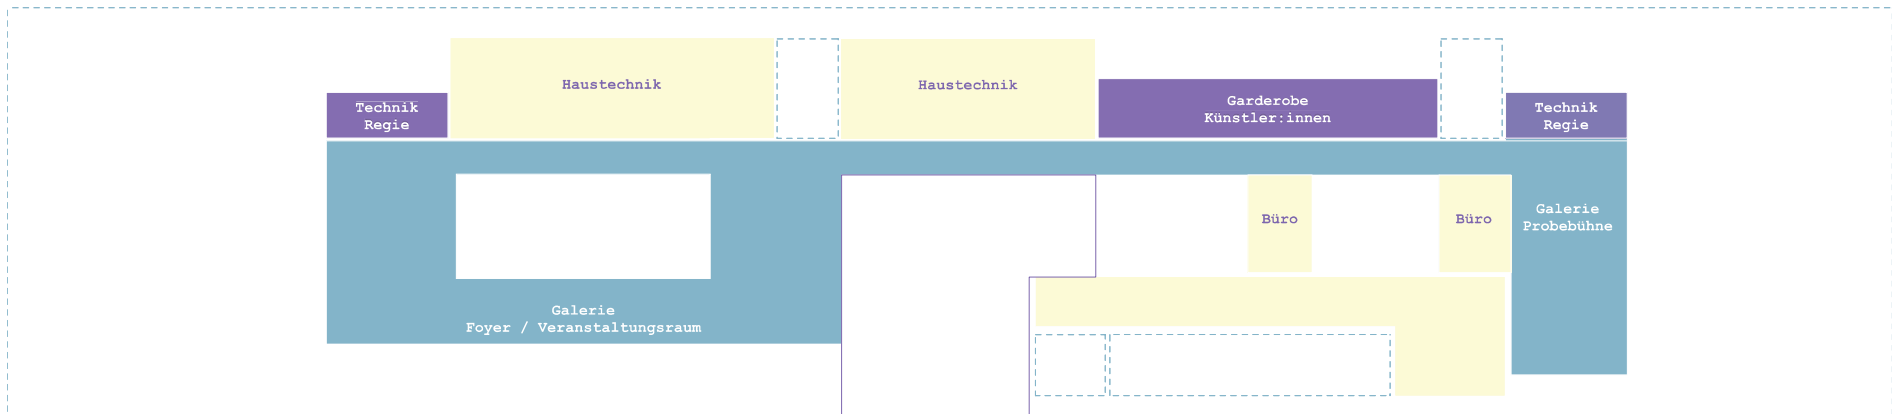 Haustechnik
Haustechnik
Technik
Regie
Garderobe
Künstler:innen
Technik
Regie
Büro
Büro
Galerie
Probebühne
Galerie
Foyer / Veranstaltungsraum